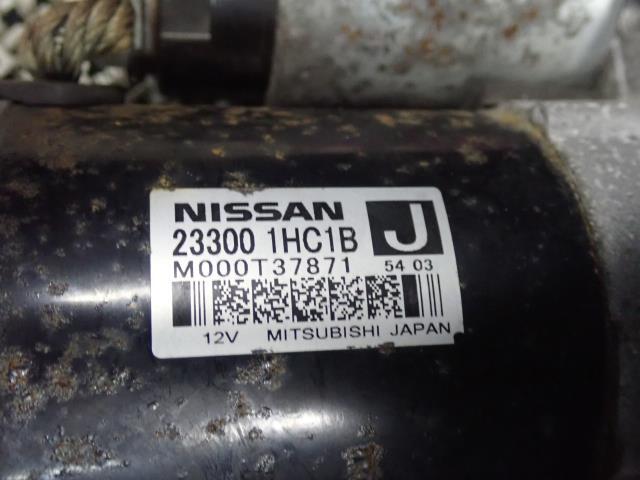 NISSAN
23300 1HC1B J
M000T37871 54 03
12V MITSUBISHI JAPAN